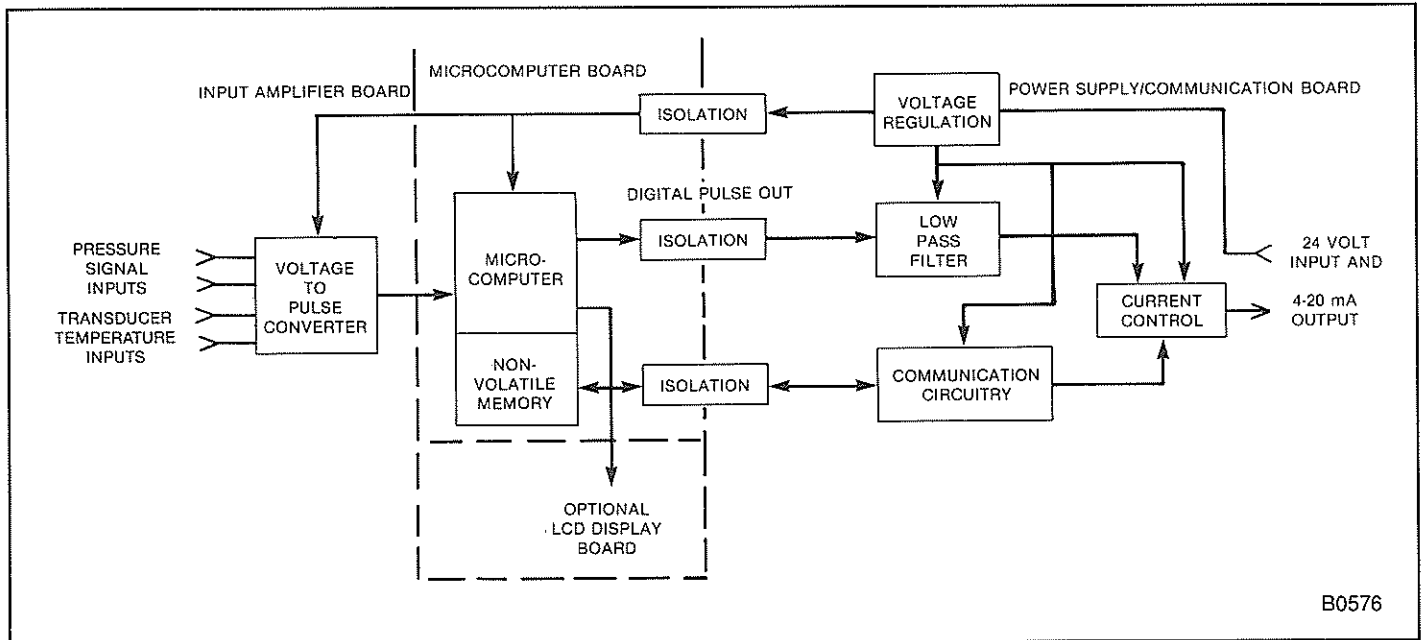 INPUT AMPLIFIER BOARD
MICROCOMPUTER BOARD
POWER SUPPLY/COMMUNICATION BOARD
ISOLATION
VOLTAGE
REGULATION
DIGITAL PULSE OUT
PRESSURE
SIGNAL
INPUTS
TRANSDUCER
TEMPERATURE
INPUTS
VOLTAGE
TO
PULSE
CONVERTER
MICRO-
COMPUTER
NON-
VOLATILE
MEMORY
ISOLATION
LOW
PASS
FILTER
24 VOLT
INPUT AND
4-20 mA
OUTPUT
CURRENT
CONTROL
ISOLATION
COMMUNICATION
CIRCUITRY
OPTIONAL
LCD DISPLAY
BOARD
B0576